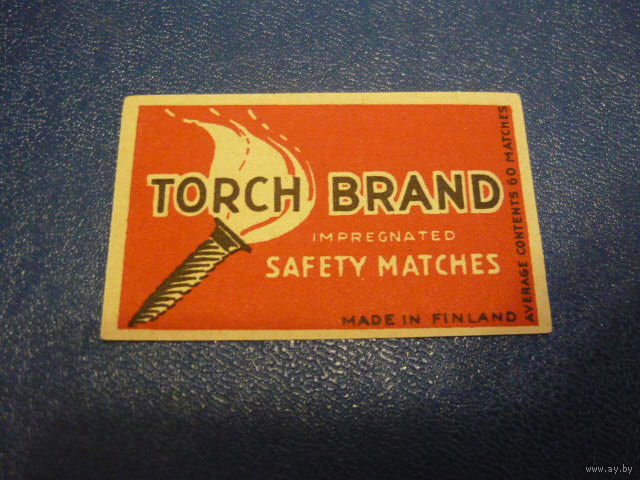 TORCH BRAND
IMPREGNATED
SAFETY MATCHES
MADE IN FINLAND
AVERAGE CONTENTS 60 MATCHES
www.ay.by